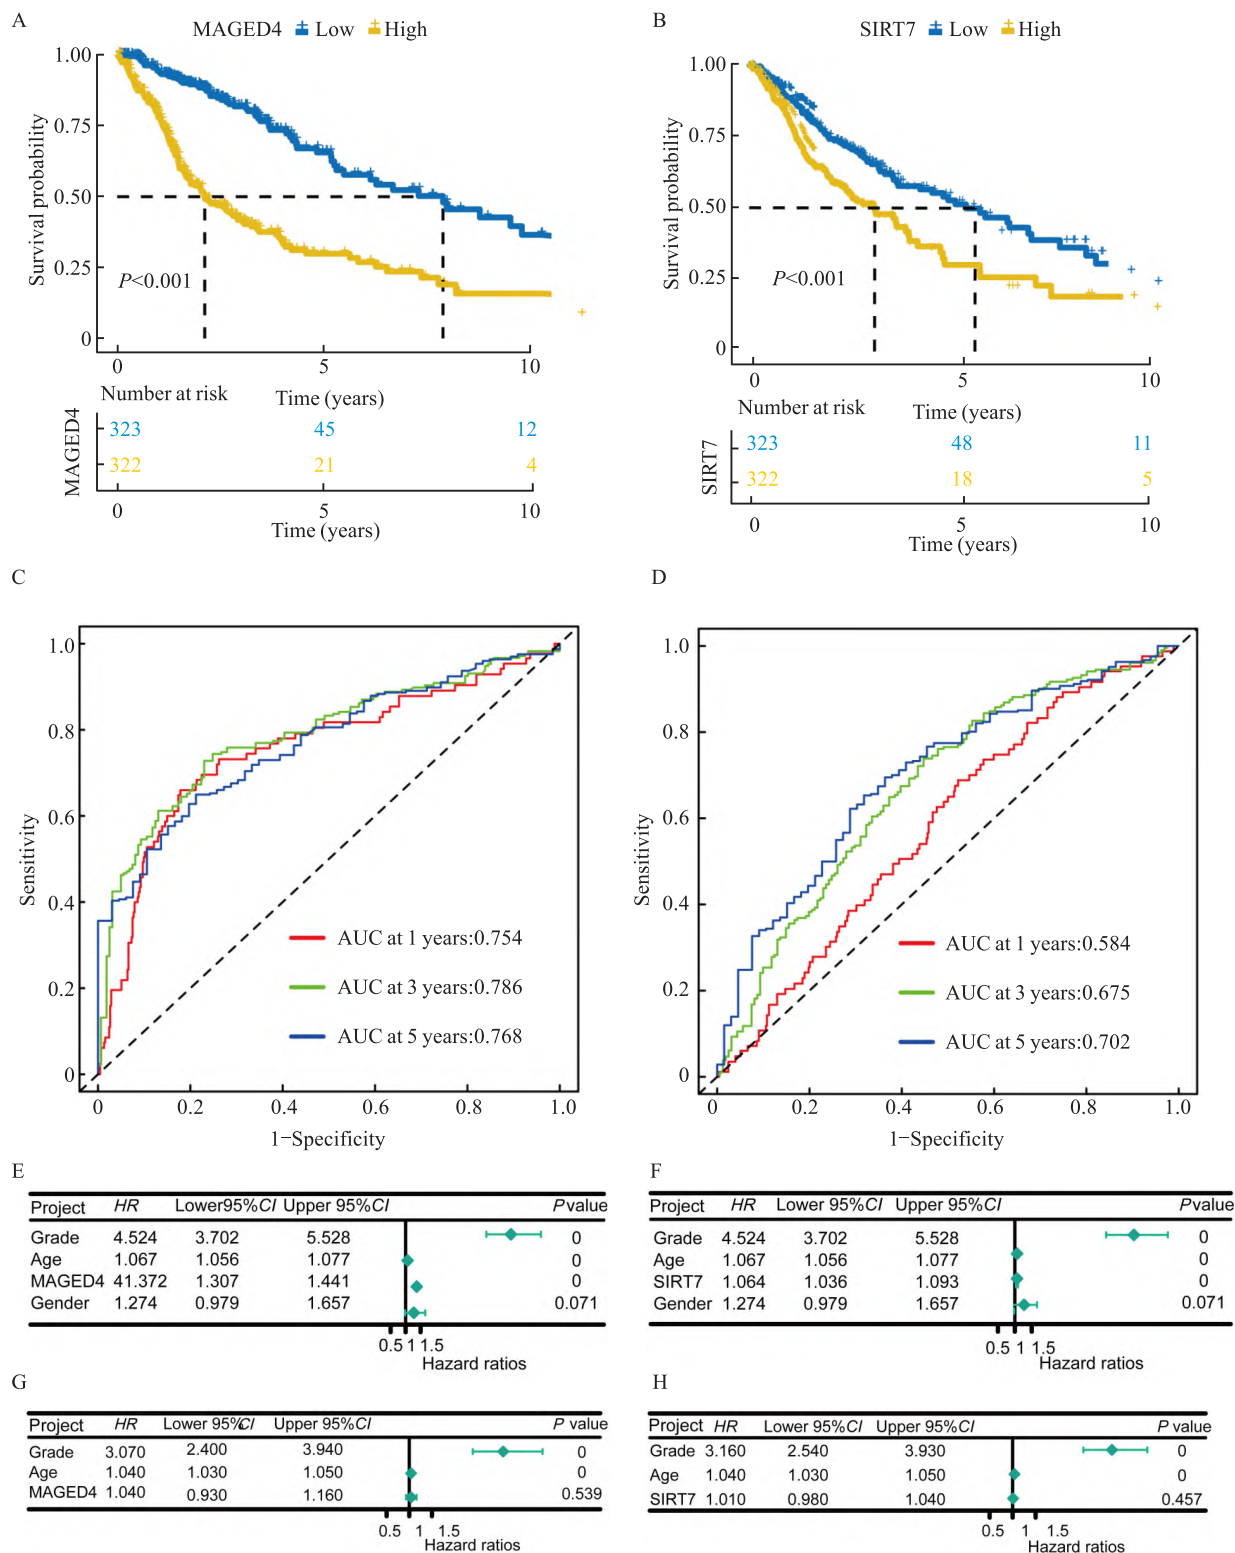 A
MAGED4 Low High
1.00
0.75
0.50
0.25
0
Survival probability
P<0.001
0 5 10
Number at risk
Time (years)
MAGED4
323 45 12
322 21 4
0 5 10
Time (years)
B
SIRT7 Low High
1.00
0.75
0.50
0.25
0
Survival probability
P<0.001
0 5 10
Number at risk
Time (years)
SIRT7
323 48 11
322 18 5
0 5 10
Time (years)
C
1.0
0.8
0.6
0.4
0.2
0
Sensitivity
AUC at 1 years:0.754
AUC at 3 years:0.786
AUC at 5 years:0.768
0 0.2 0.4 0.6 0.8 1.0
1−Specificity
D
1.0
0.8
0.6
0.4
0.2
0
Sensitivity
AUC at 1 years:0.584
AUC at 3 years:0.675
AUC at 5 years:0.702
0 0.2 0.4 0.6 0.8 1.0
1−Specificity
E
Project HR Lower95%CI Upper 95%CI P value
Grade 4.524 3.702 5.528 0
Age 1.067 1.056 1.077 0
MAGED4 41.372 1.307 1.441 0
Gender 1.274 0.979 1.657 0.071
0.5 1 1.5
Hazard ratios
F
Project HR Lower 95%CI Upper 95%CI P value
Grade 4.524 3.702 5.528 0
Age 1.067 1.056 1.077 0
SIRT7 1.064 1.036 1.093 0
Gender 1.274 0.979 1.657 0.071
0.5 1 1.5
Hazard ratios
G
Project HR Lower 95%CI Upper 95%CI P value
Grade 3.070 2.400 3.940 0
Age 1.040 1.030 1.050 0
MAGED4 1.040 0.930 1.160 0.539
0.5 1 1.5
Hazard ratios
H
Project HR Lower 95%CI Upper 95%CI P value
Grade 3.160 2.540 3.930 0
Age 1.040 1.030 1.050 0
SIRT7 1.010 0.980 1.040 0.457
0.5 1 1.5
Hazard ratios